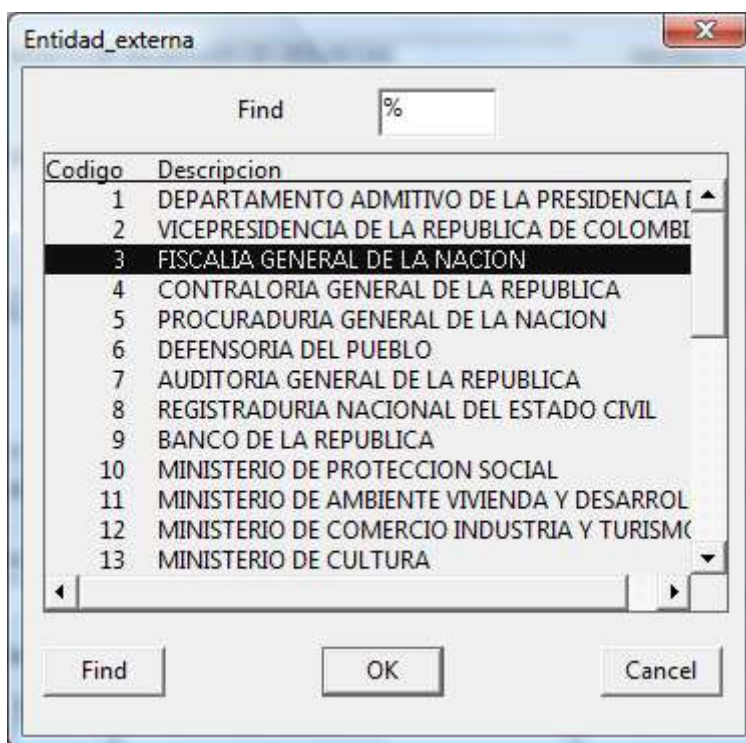 Entidad_externa
Find %
Codigo Descripcion
1 DEPARTAMENTO ADMITIVO DE LA PRESIDENCIA D
2 VICEPRESIDENCIA DE LA REPUBLICA DE COLOMBI
3 FISCALIA GENERAL DE LA NACION
4 CONTRALORIA GENERAL DE LA REPUBLICA
5 PROCURADURIA GENERAL DE LA NACION
6 DEFENSORIA DEL PUEBLO
7 AUDITORIA GENERAL DE LA REPUBLICA
8 REGISTRADURIA NACIONAL DEL ESTADO CIVIL
9 BANCO DE LA REPUBLICA
10 MINISTERIO DE PROTECCION SOCIAL
11 MINISTERIO DE AMBIENTE VIVIENDA Y DESARROL
12 MINISTERIO DE COMERCIO INDUSTRIA Y TURISMO
13 MINISTERIO DE CULTURA
Find OK Cancel